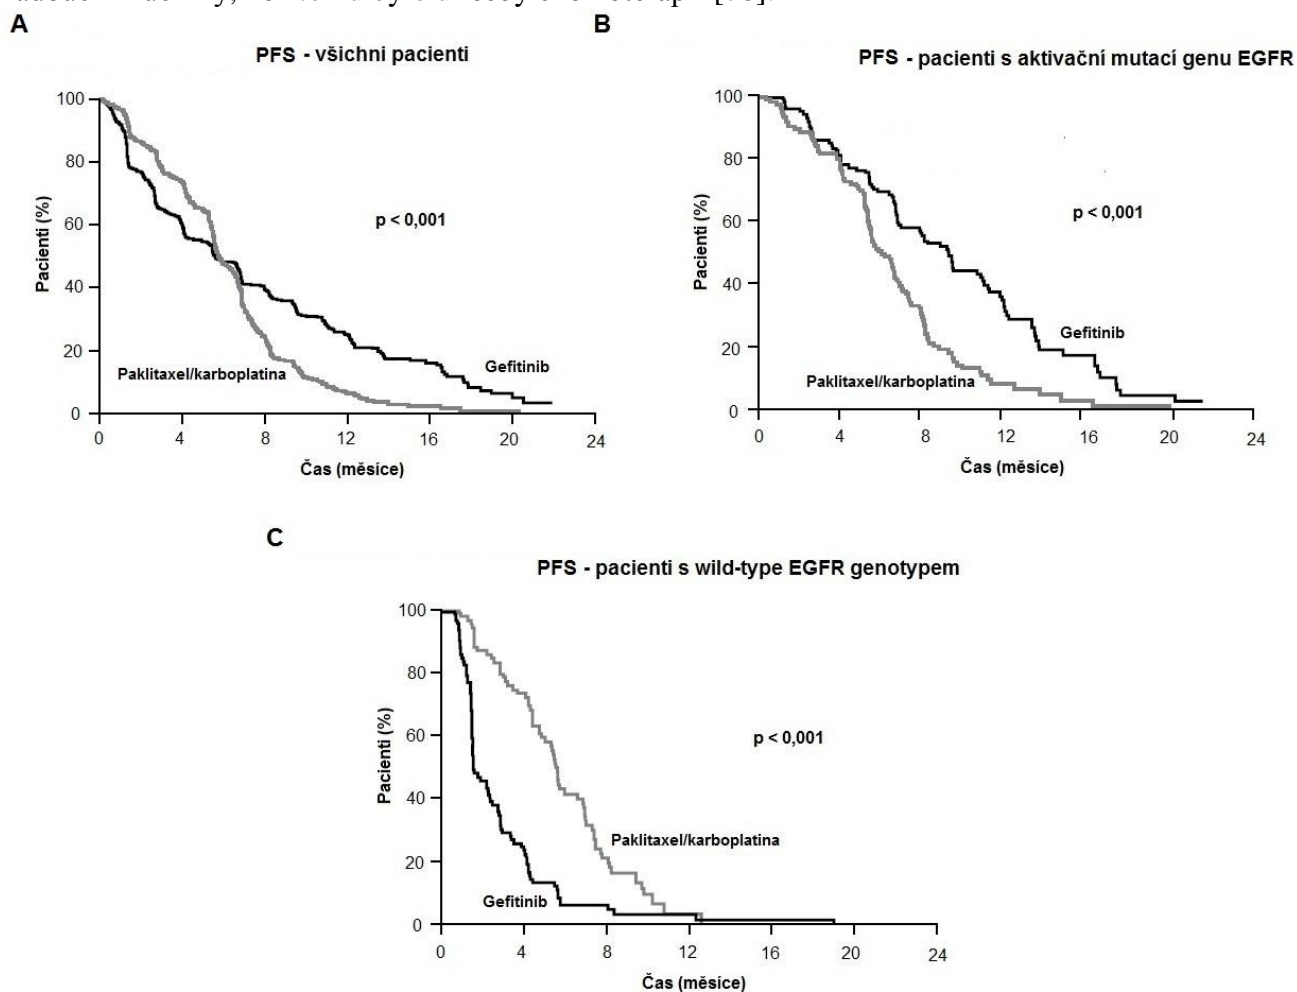 A
PFS - všichni pacienti
100
80
60
40
20
0
Pacienti (%)
p < 0,001
Gefitinib
Paklitaxel/karboplatina
0 4 8 12 16 20 24
Čas (měsíce)
B
PFS - pacienti s aktivační mutací genu EGFR
100
80
60
40
20
0
Pacienti (%)
p < 0,001
Gefitinib
Paklitaxel/karboplatina
0 4 8 12 16 20 24
Čas (měsíce)
C
PFS - pacienti s wild-type EGFR genotypem
100
80
60
40
20
0
Pacienti (%)
p < 0,001
Paklitaxel/karboplatina
Gefitinib
0 4 8 12 16 20 24
Čas (měsíce)